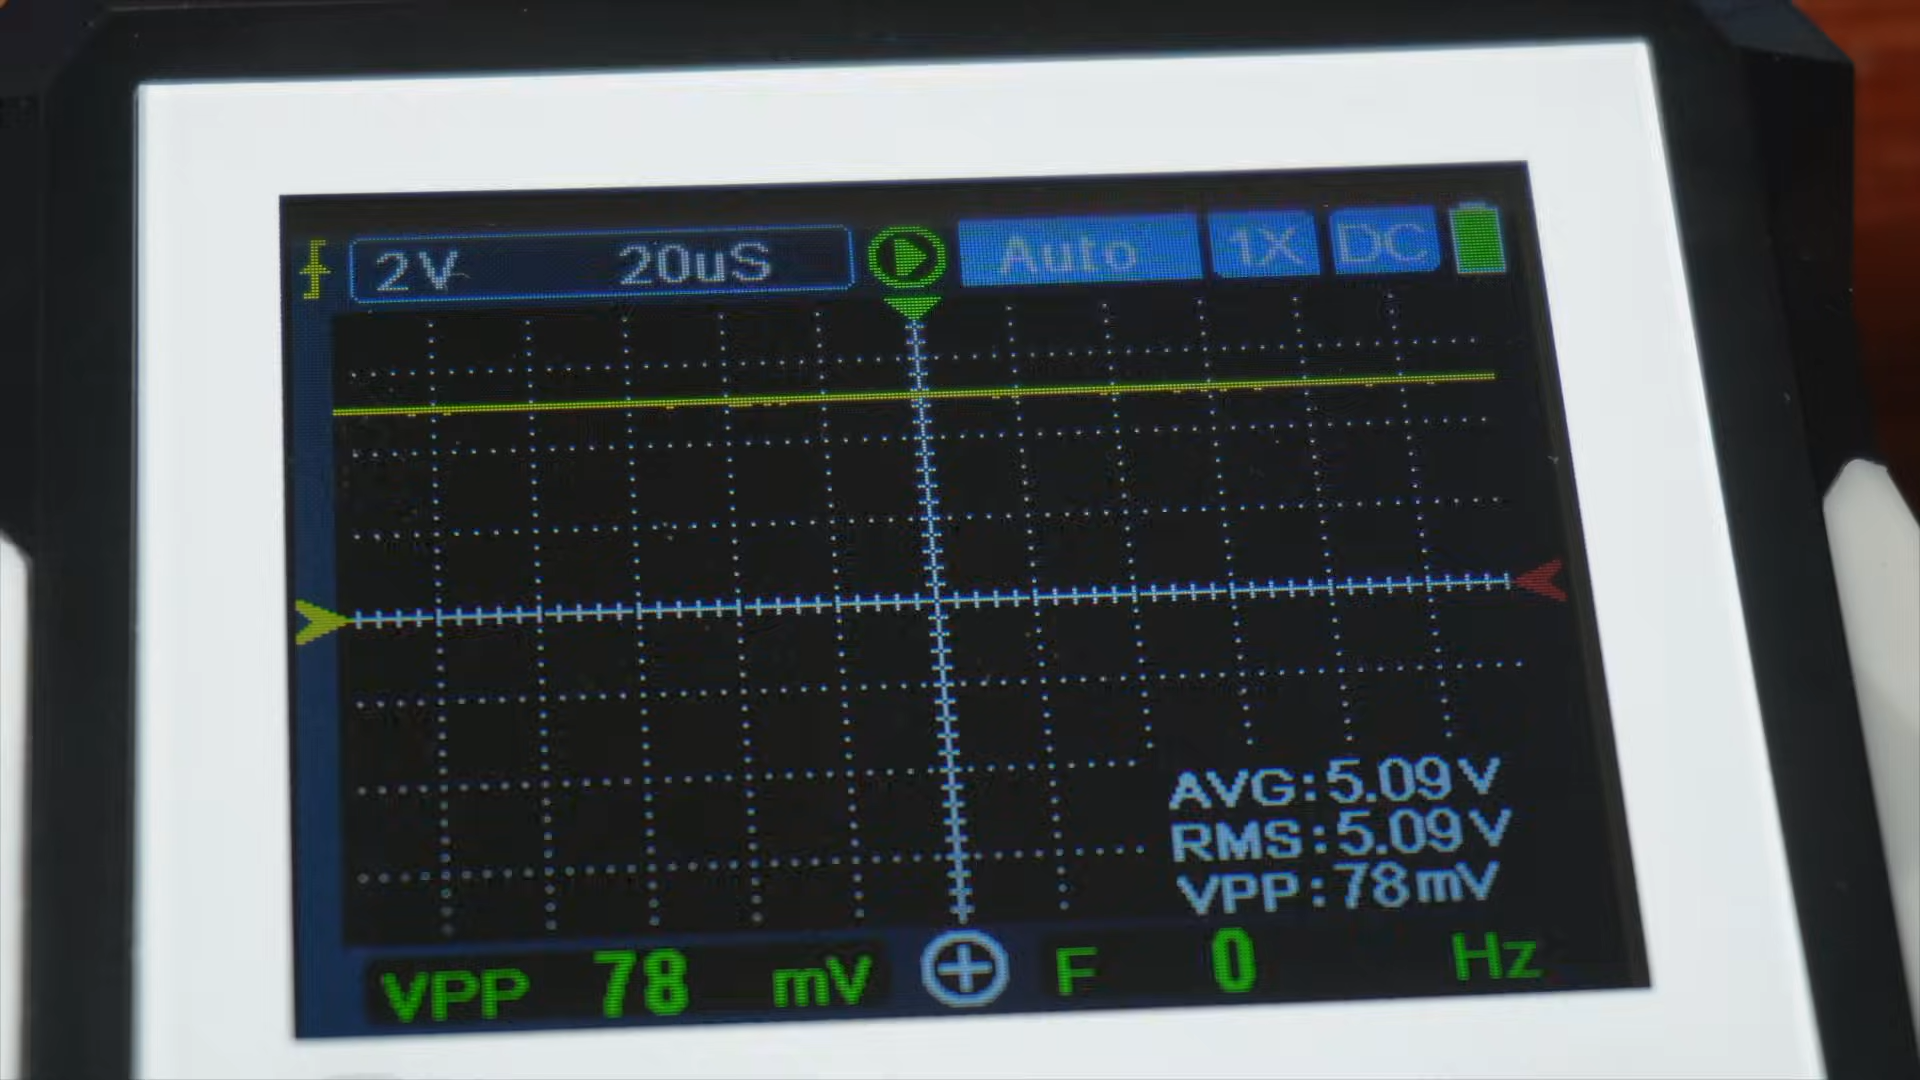 2V 20uS Auto 1X DC
AVG:5.09V
RMS:5.09V
VPP:78mV
VPP 78 mV F 0 Hz